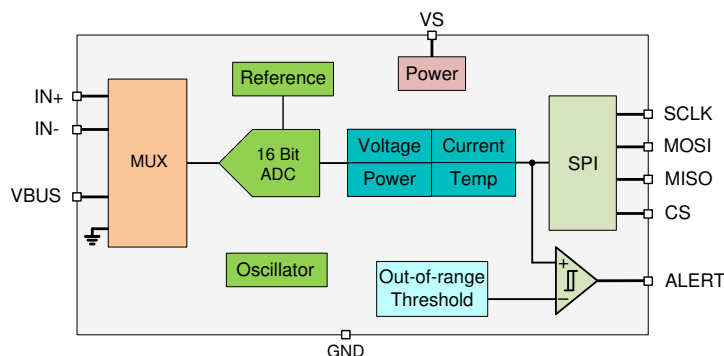 VS
Reference
Power
IN+
IN-
VBUS
MUX
16 Bit
ADC
Voltage
Current
Power
Temp
SPI
SCLK
MOSI
MISO
CS
Oscillator
Out-of-range
Threshold
+
−
ALERT
GND